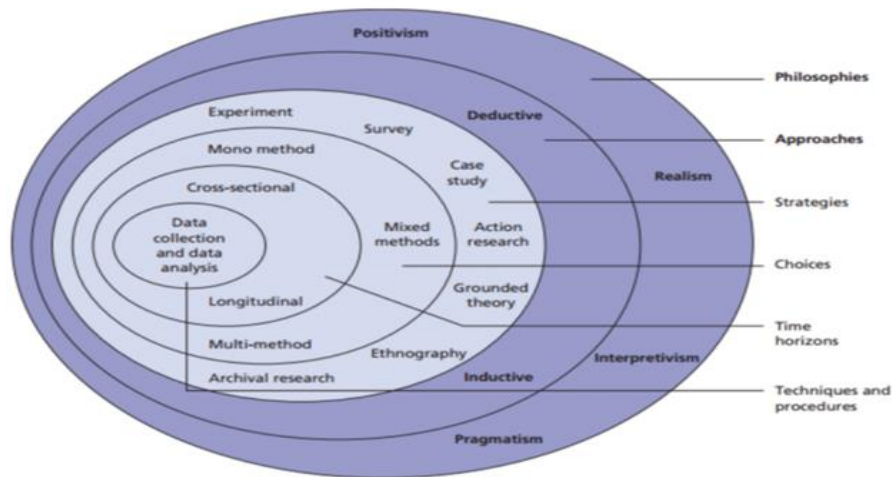 Positivism
Philosophies
Experiment
Deductive
Survey
Approaches
Mono method
Case
study
Realism
Cross-sectional
Strategies
Data
collection
and data
analysis
Mixed
methods
Action
research
Choices
Grounded
theory
Longitudinal
Time
horizons
Multi-method
Ethnography
Interpretivism
Archival research
Inductive
Techniques and
procedures
Pragmatism